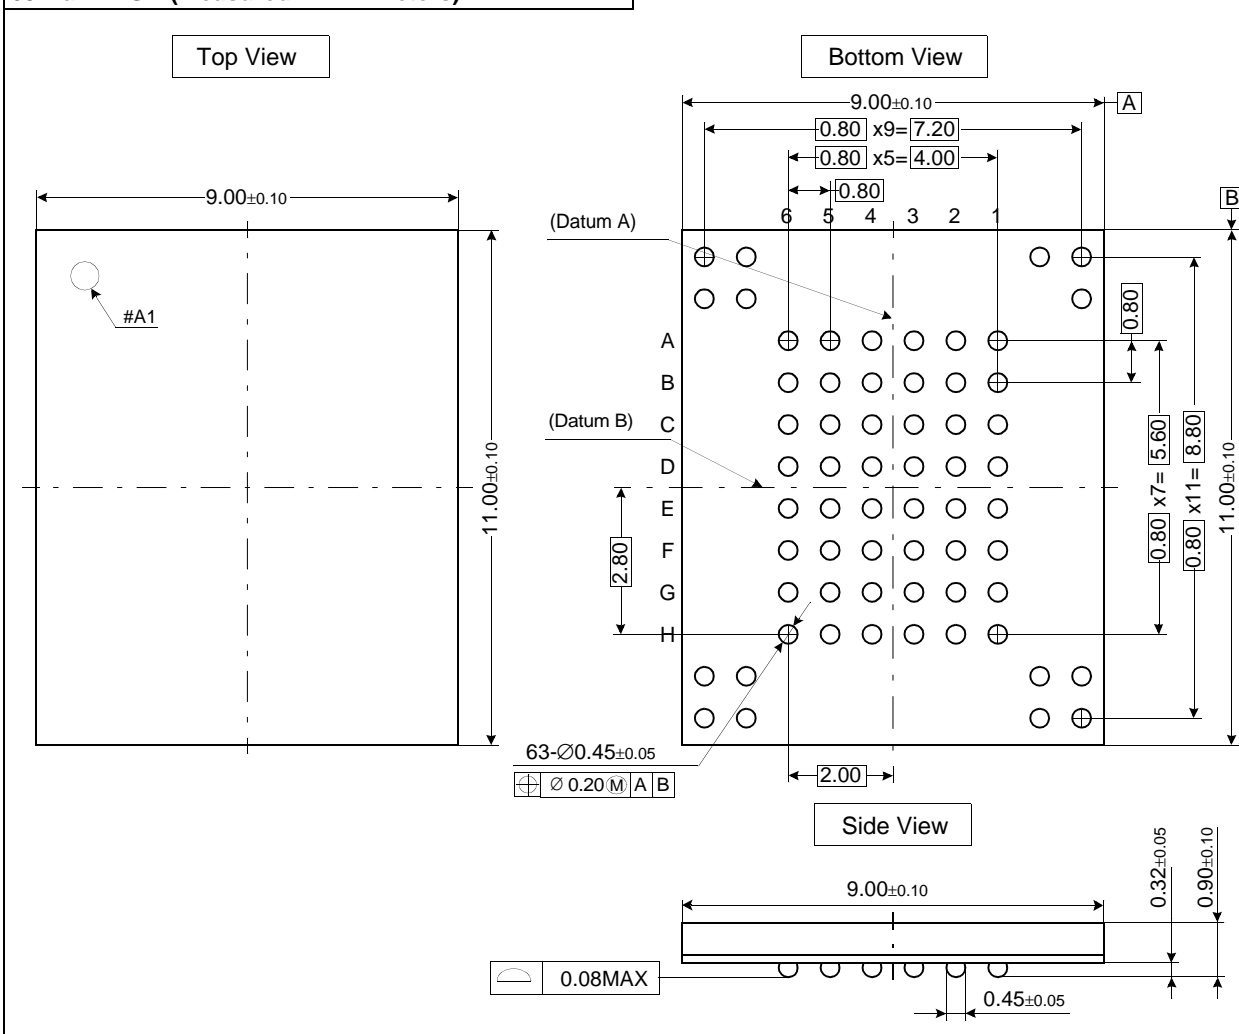 Top View
Bottom View
9.00±0.10
A
0.80 x9= 7.20
0.80 x5= 4.00
0.80
6 5 4 3 2 1
B
9.00±0.10
#A1
11.00±0.10
(Datum A)
(Datum B)
A
B
C
D
E
F
G
H
2.80
0.80
0.80 x7= 5.60
0.80 x11= 8.80
11.00±0.10
63-Ø0.45±0.05
Ø 0.20 Ⓜ A B
2.00
Side View
9.00±0.10
0.32±0.05
0.90±0.10
0.08MAX
0.45±0.05